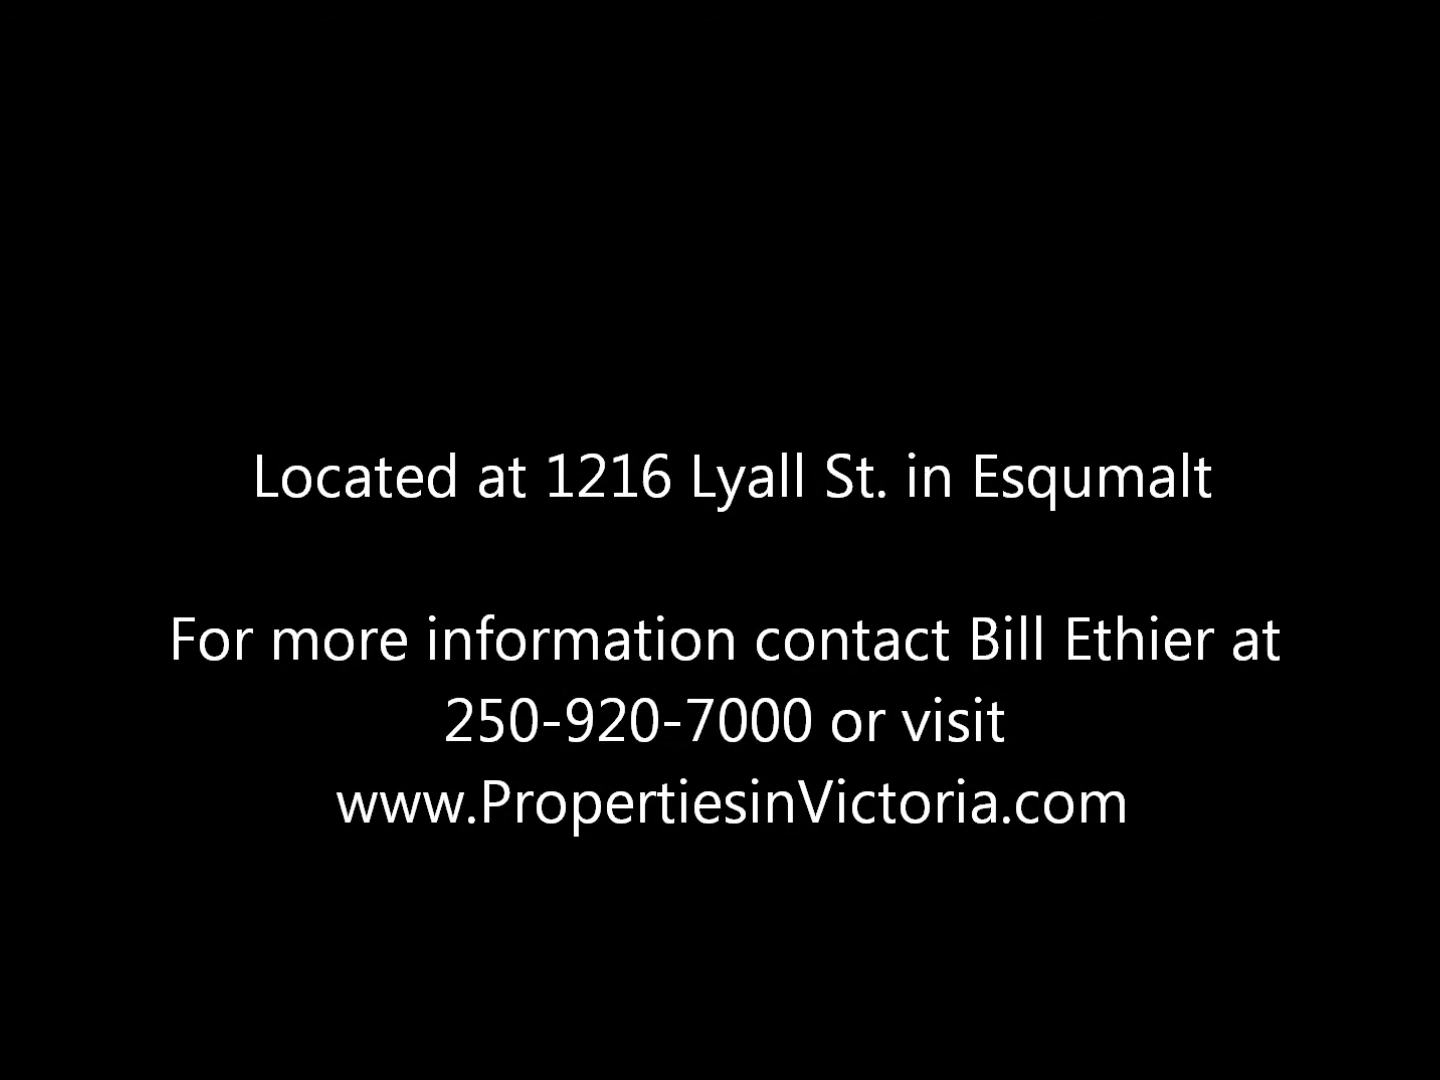 Located at 1216 Lyall St. in Esqumalt
For more information contact Bill Ethier at
250-920-7000 or visit
www.PropertiesinVictoria.com